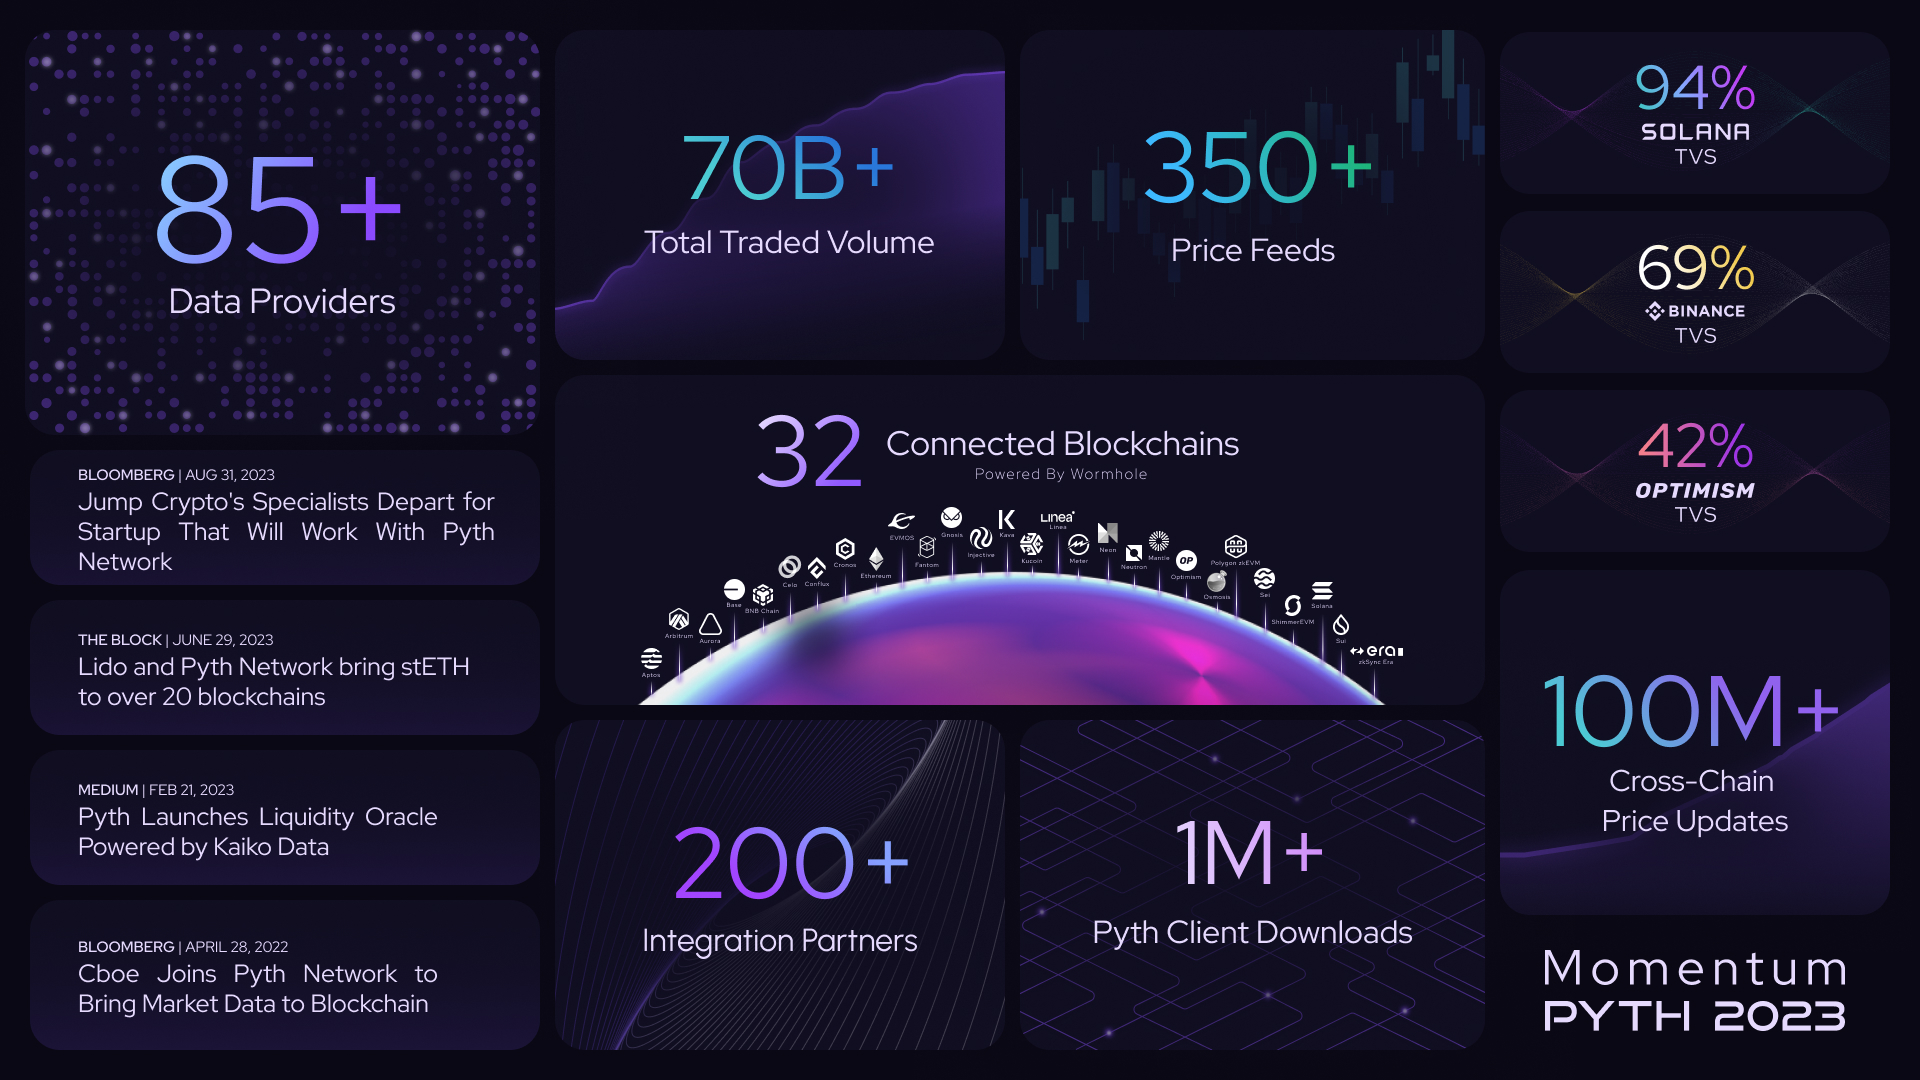 85+
Data Providers
BLOOMBERG | AUG 31, 2023
Jump Crypto's Specialists Depart for
Startup That Will Work With Pyth
Network
THE BLOCK | JUNE 29, 2023
Lido and Pyth Network bring stETH
to over 20 blockchains
MEDIUM | FEB 21, 2023
Pyth Launches Liquidity Oracle
Powered by Kaiko Data
BLOOMBERG | APRIL 28, 2022
Cboe Joins Pyth Network to
Bring Market Data to Blockchain
70B+
Total Traded Volume
350+
Price Feeds
32 Connected Blockchains
Powered By Wormhole
Aptos
Arbitrum
Aurora
Base
BNB Chain
Celo
Conflux
Cronos
Ethereum
EVMOS
Fantom
Gnosis
Injective
Kava
Kucoin
LINEA
Linea
Meter
Neon
Neutron
Mantle
OP
Optimism
Osmosis
Polygon zkEVM
Sei
ShimmerEVM
Solana
Sui
era
zkSync Era
200+
Integration Partners
1M+
Pyth Client Downloads
94%
SOLANA
TVS
69%
BINANCE
TVS
42%
OPTIMISM
TVS
100M+
Cross-Chain
Price Updates
Momentum
PYTH 2023